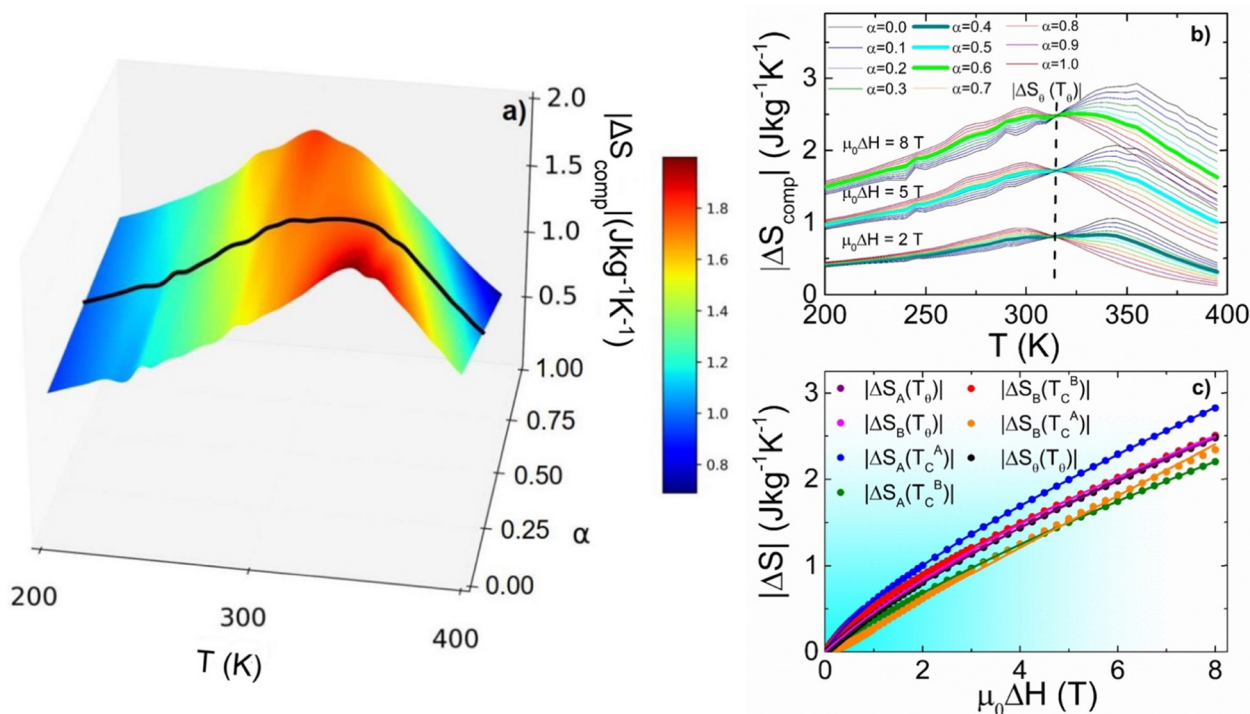 a)
2.0
1.5
1.0
0.5
1.00
0.75
0.50
0.25
0.00
α
|ΔS_comp|(Jkg⁻¹K⁻¹)
200
300
400
T (K)
1.8
1.6
1.4
1.2
1.0
0.8
b)
α=0.0 α=0.4 α=0.8
α=0.1 α=0.5 α=0.9
α=0.2 α=0.6 α=1.0
α=0.3 α=0.7
|ΔS_θ (T_θ)|
μ₀ΔH = 8 T
μ₀ΔH = 5 T
μ₀ΔH = 2 T
|ΔS_comp| (Jkg⁻¹K⁻¹)
3
2
1
0
200 250 300 350 400
T (K)
c)
|ΔS_A(T_θ)| |ΔS_B(T_C^B)|
|ΔS_B(T_θ)| |ΔS_B(T_C^A)|
|ΔS_A(T_C^A)| |ΔS_θ(T_θ)|
|ΔS_A(T_C^B)|
|ΔS| (Jkg⁻¹K⁻¹)
3
2
1
0
0 2 4 6 8
μ₀ΔH (T)